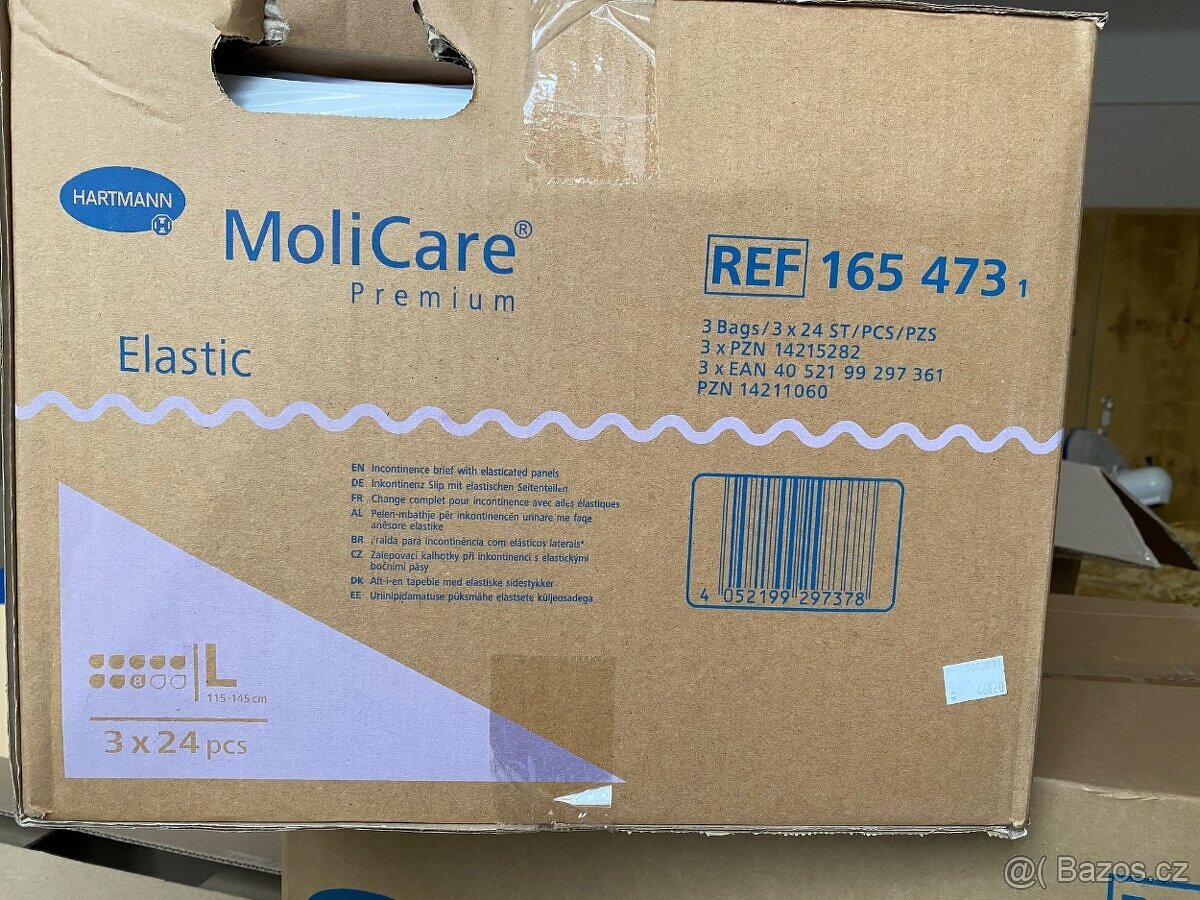 HARTMANN
MoliCare®
Premium
Elastic
REF 165 473 1
3 Bags/3 x 24 ST/PCS/PZS
3 x PZN 14215282
3 x EAN 40 521 99 297 361
PZN 14211060
EN Incontinence brief with elasticated panels
DE Inkontinenz Slip mit elastischen Seitenteilen
FR Change complet pour incontinence avec ailes élastiques
AL Pelen-mbathje për inkontinencën urinare me faqe
anësore elastike
BR Fralda para incontinência com elásticos laterais*
CZ Zalepovací kalhotky při inkontinenci s elastickými
bočními pásy
DK Alt-i-en tapeble med elastiske sidestykker
EE Uriinipidamatuse püksmähe elastsete küljeosadega
4 052199 297378
8
L
115-145 cm
3 x 24 pcs
@( Bazos.cz